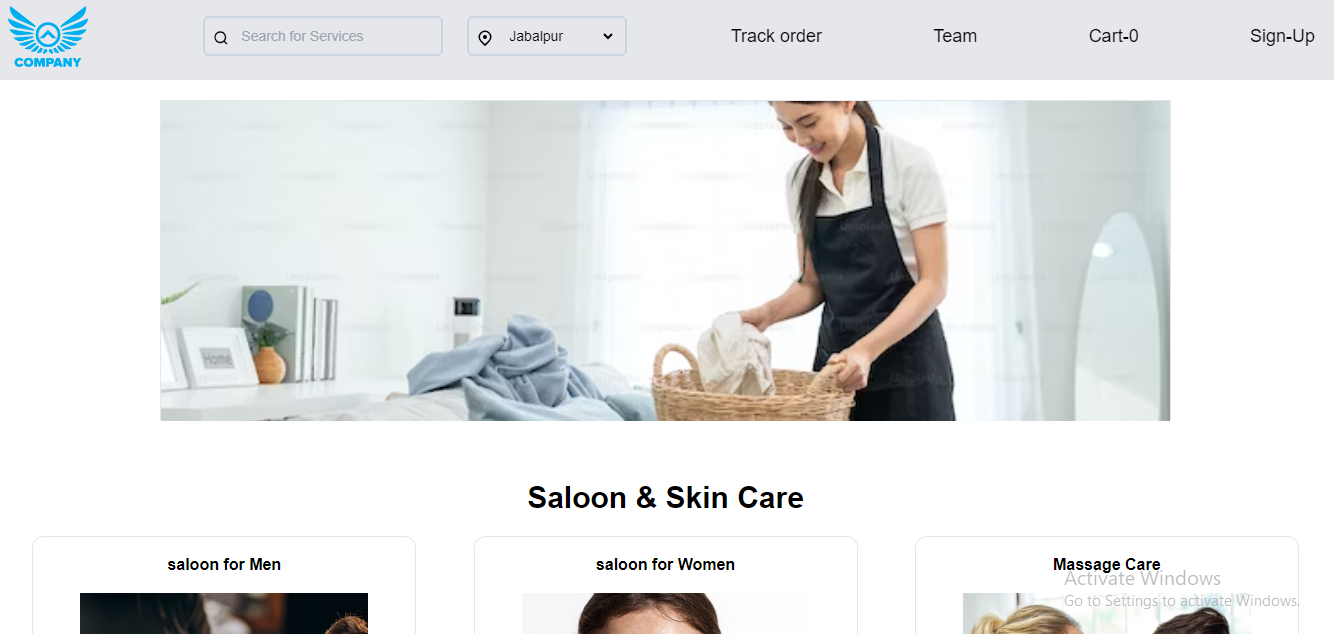 COMPANY
Search for Services
Jabalpur
Track order
Team
Cart-0
Sign-Up
Home
Saloon & Skin Care
saloon for Men
saloon for Women
Massage Care
Activate Windows
Go to Settings to activate Windows.